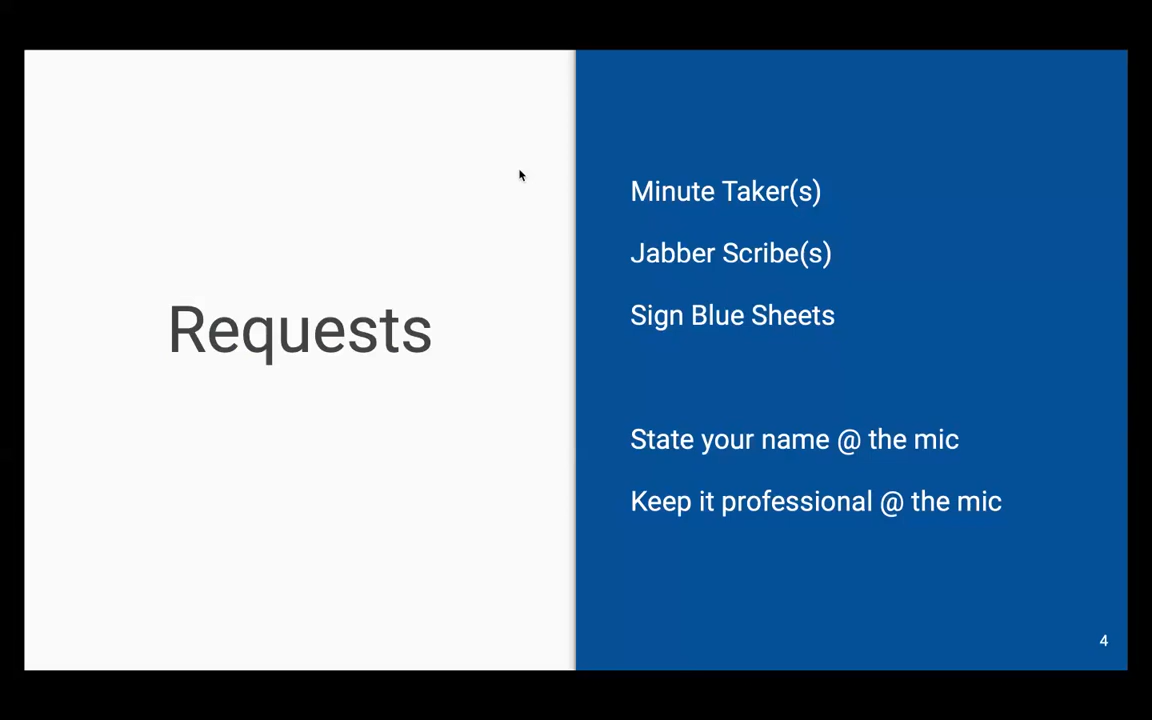 Requests
Minute Taker(s)
Jabber Scribe(s)
Sign Blue Sheets
State your name @ the mic
Keep it professional @ the mic
4